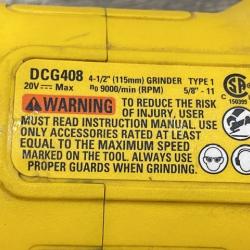 DCG408 4-1/2" (115mm) GRINDER TYPE 1
20V⎓ Max n₀ 9000/min (RPM) 5/8" - 11
SA
C
150395
WARNING TO REDUCE THE RISK
OF INJURY, USER
MUST READ INSTRUCTION MANUAL. USE
ONLY ACCESSORIES RATED AT LEAST
EQUAL TO THE MAXIMUM SPEED
MARKED ON TOOL. ALWAYS USE
PROPER GUARDS WHEN GRINDING.